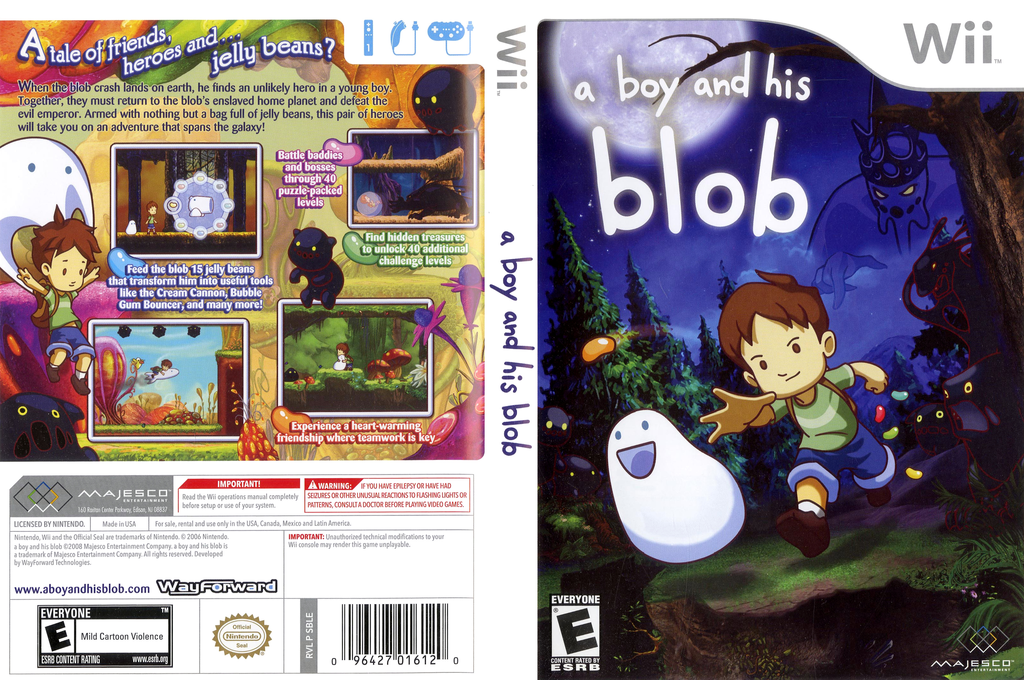 A tale of friends,
heroes and...
jelly beans?
When the blob crash lands on earth, he finds an unlikely hero in a young boy.
Together, they must return to the blob's enslaved home planet and defeat the
evil emperor. Armed with nothing but a bag full of jelly beans, this pair of heroes
will take you on an adventure that spans the galaxy!
1
Battle baddies
and bosses
through 40
puzzle-packed
levels
Find hidden treasures
to unlock 40 additional
challenge levels
Feed the blob 15 jelly beans
that transform him into useful tools
like the Cream Cannon, Bubble
Gum Bouncer, and many more!
Experience a heart-warming
friendship where teamwork is key
MAJESCO™
ENTERTAINMENT
160 Raritan Center Parkway, Edison, NJ 08837
IMPORTANT!
Read the Wii operations manual completely
before setup or use of your system.
WARNING: IF YOU HAVE EPILEPSY OR HAVE HAD
SEIZURES OR OTHER UNUSUAL REACTIONS TO FLASHING LIGHTS OR
PATTERNS, CONSULT A DOCTOR BEFORE PLAYING VIDEO GAMES.
LICENSED BY NINTENDO.
Made in USA
For sale, rental and use only in the USA, Canada, Mexico and Latin America.
Nintendo, Wii and the Official Seal are trademarks of Nintendo. © 2006 Nintendo.
a boy and his blob ©2008 Majesco Entertainment Company. a boy and his blob is
a trademark of Majesco Entertainment Company. All rights reserved. Developed
by WayForward Technologies.
IMPORTANT: Unauthorized technical modifications to your
Wii console may render this game unplayable.
www.aboyandhisblob.com
WayForward
EVERYONE ™
E
Mild Cartoon Violence
ESRB CONTENT RATING www.esrb.org
Official
Nintendo
Seal
RVL P SBLE
0 96427 01612 0
Wii™
a boy and his blob
Wii™
a boy and his
blob
EVERYONE
E
®
CONTENT RATED BY
ESRB
MAJESCO™
ENTERTAINMENT